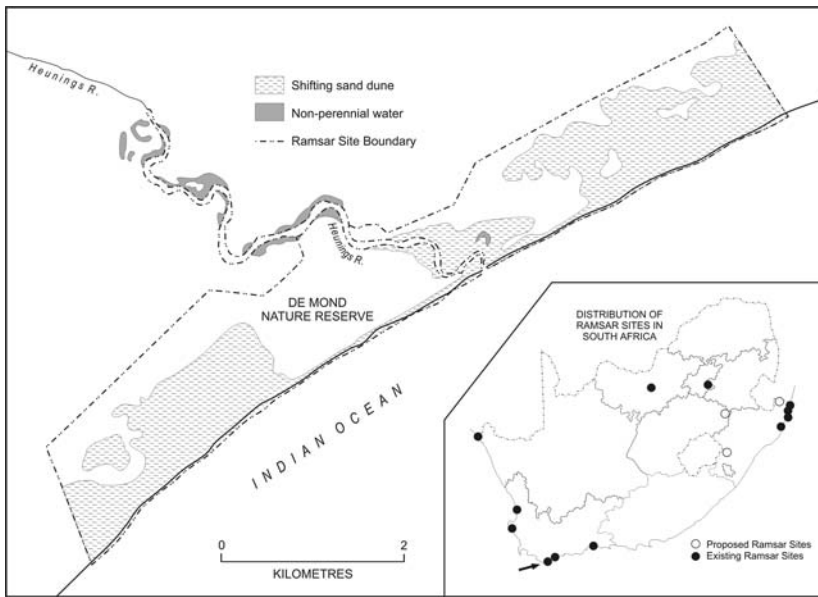 Heunings R.
Shifting sand dune
Non-perennial water
Ramsar Site Boundary
Heunings R.
DE MOND
NATURE RESERVE
INDIAN OCEAN
0 2
KILOMETRES
DISTRIBUTION OF
RAMSAR SITES IN
SOUTH AFRICA
Proposed Ramsar Sites
Existing Ramsar Sites